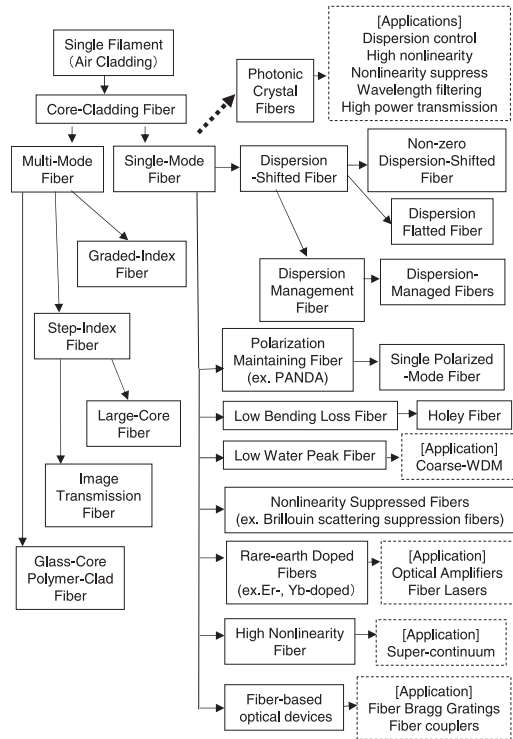 Single Filament
(Air Cladding)
Core-Cladding Fiber
Multi-Mode
Fiber
Single-Mode
Fiber
Photonic
Crystal
Fibers
[Applications]
Dispersion control
High nonlinearity
Nonlinearity suppress
Wavelength filtering
High power transmission
Dispersion
-Shifted Fiber
Non-zero
Dispersion-Shifted
Fiber
Dispersion
Flatted Fiber
Graded-Index
Fiber
Dispersion
Management
Fiber
Dispersion-
Managed Fibers
Step-Index
Fiber
Polarization
Maintaining Fiber
(ex. PANDA)
Single Polarized
-Mode Fiber
Large-Core
Fiber
Low Bending Loss Fiber
Holey Fiber
Low Water Peak Fiber
[Application]
Coarse-WDM
Image
Transmission
Fiber
Nonlinearity Suppressed Fibers
(ex. Brillouin scattering suppression fibers)
Glass-Core
Polymer-Clad
Fiber
Rare-earth Doped
Fibers
(ex.Er-, Yb-doped)
[Application]
Optical Amplifiers
Fiber Lasers
High Nonlinearity
Fiber
[Application]
Super-continuum
Fiber-based
optical devices
[Application]
Fiber Bragg Gratings
Fiber couplers